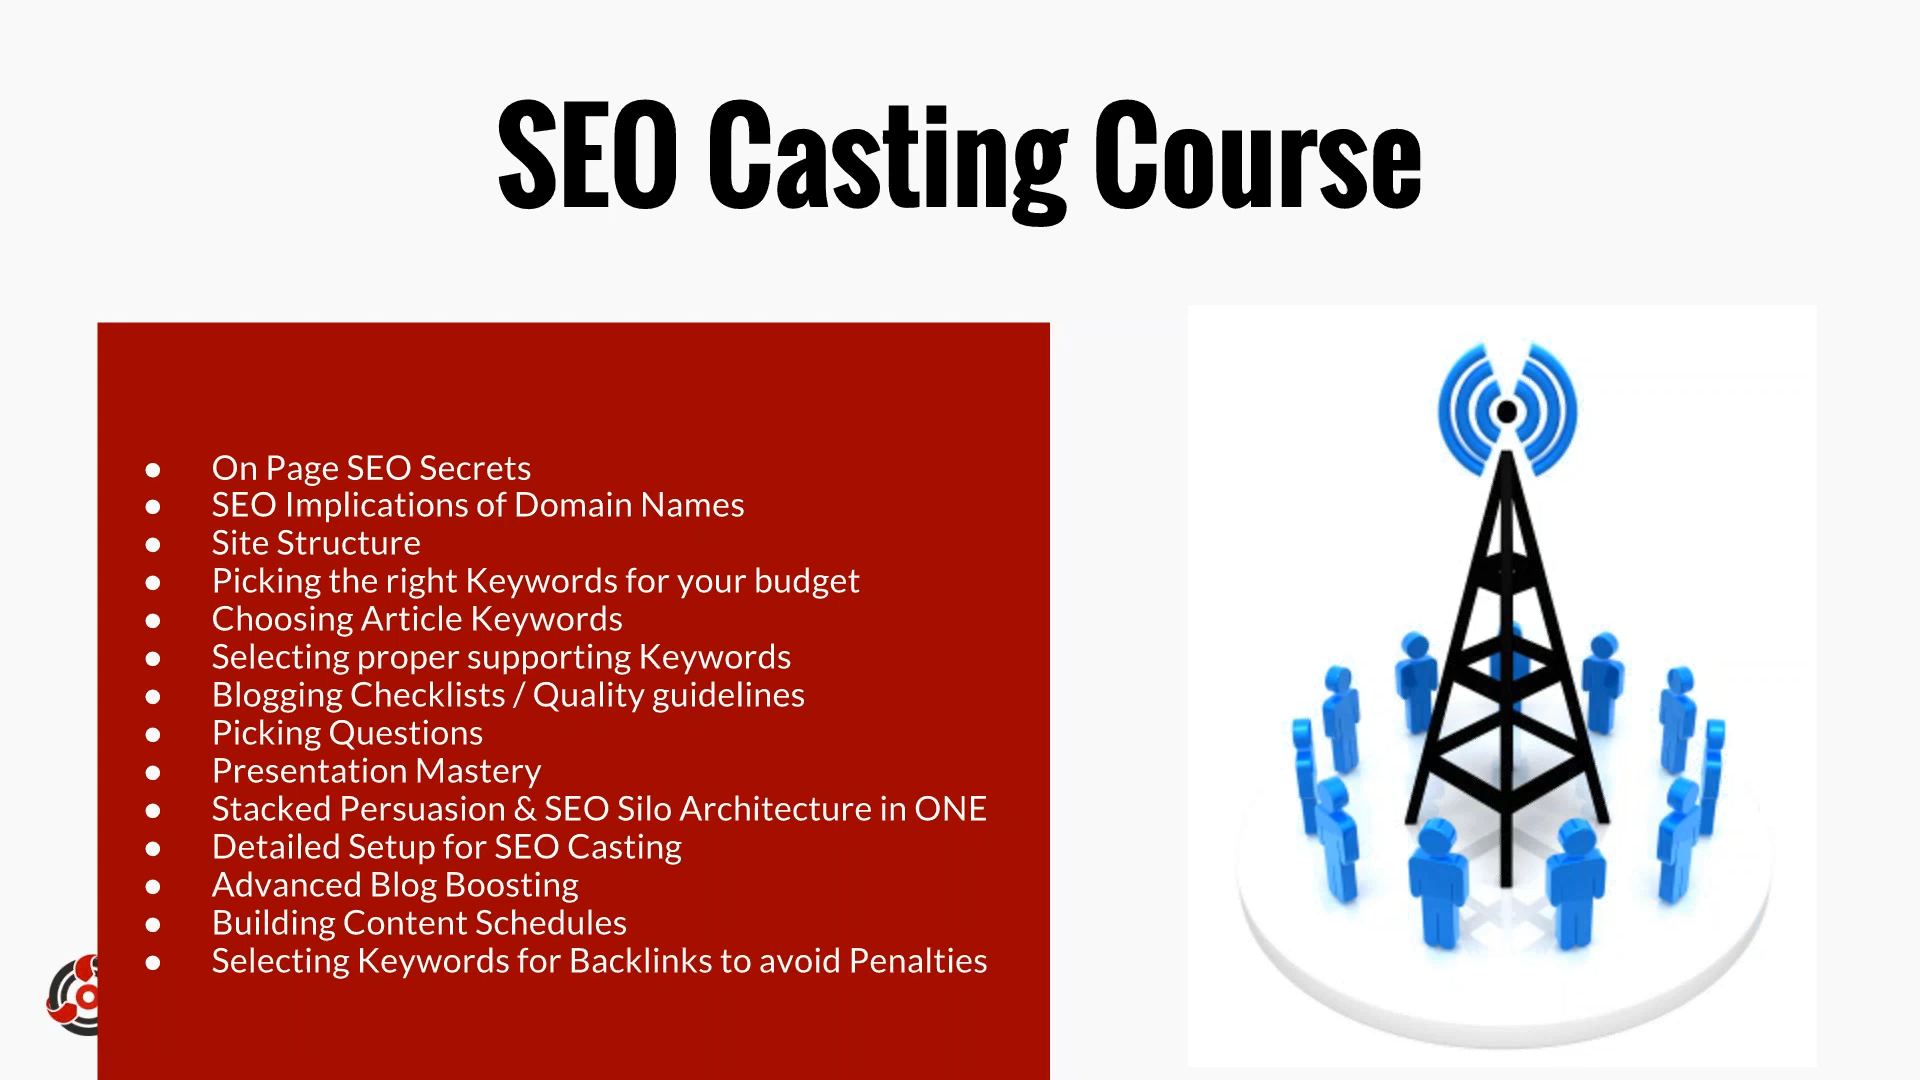 SEO Casting Course
● On Page SEO Secrets
● SEO Implications of Domain Names
● Site Structure
● Picking the right Keywords for your budget
● Choosing Article Keywords
● Selecting proper supporting Keywords
● Blogging Checklists / Quality guidelines
● Picking Questions
● Presentation Mastery
● Stacked Persuasion & SEO Silo Architecture in ONE
● Detailed Setup for SEO Casting
● Advanced Blog Boosting
● Building Content Schedules
● Selecting Keywords for Backlinks to avoid Penalties